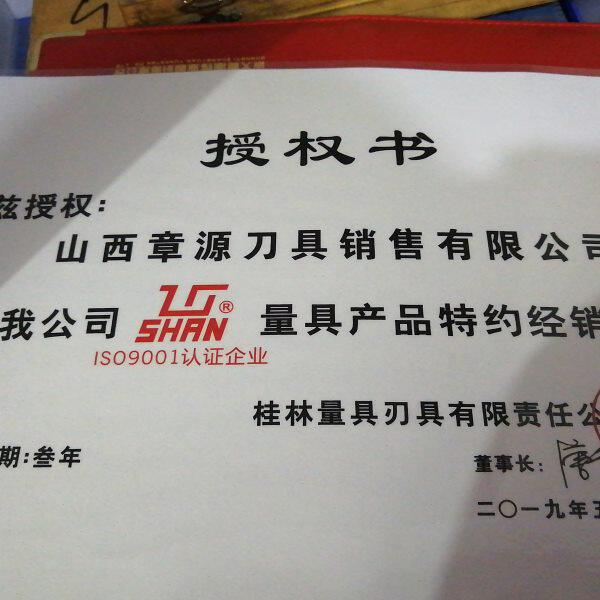 授权书
兹授权:
山西章源刀具销售有限公司
我公司 SHAN® 量具产品特约经销
ISO9001认证企业
桂林量具刃具有限责任公
期:叁年
董事长:
二〇一九年五